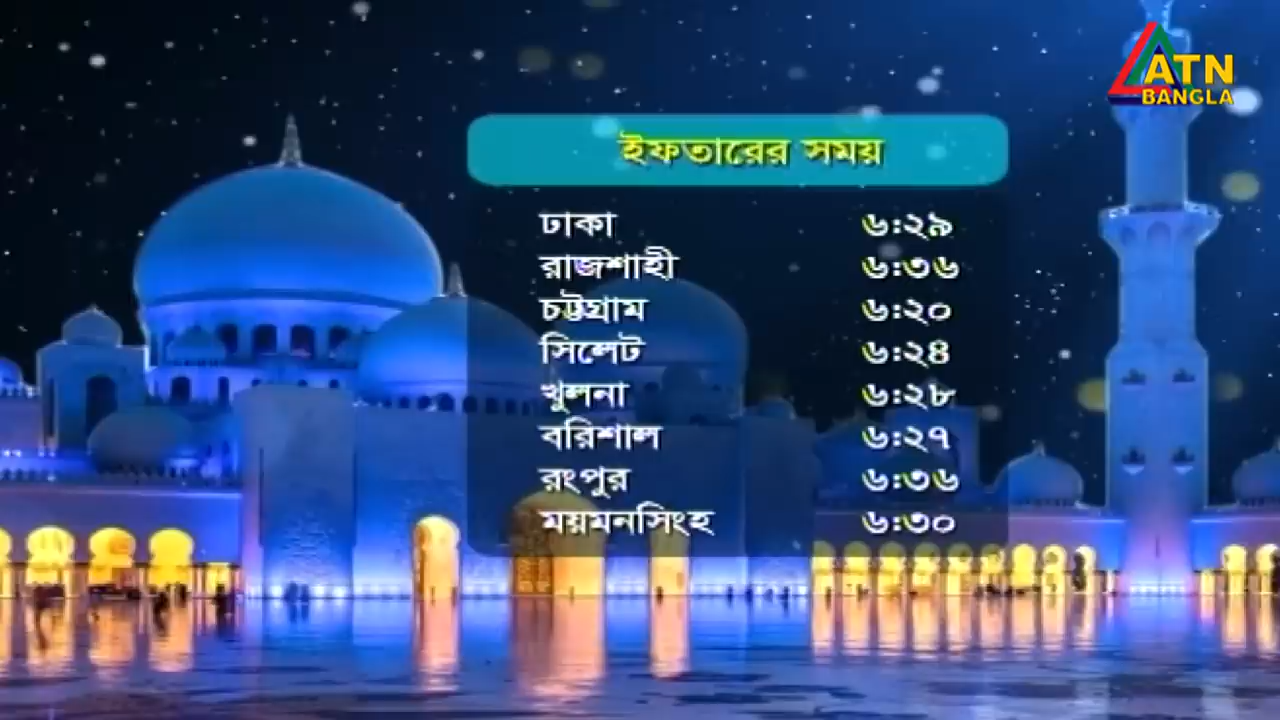 ATN
BANGLA
ইফতারের সময়
ঢাকা ৬:২৯
রাজশাহী ৬:৩৬
চট্টগ্রাম ৬:২০
সিলেট ৬:২৪
খুলনা ৬:২৮
বরিশাল ৬:২৭
রংপুর ৬:৩৬
ময়মনসিংহ ৬:৩০